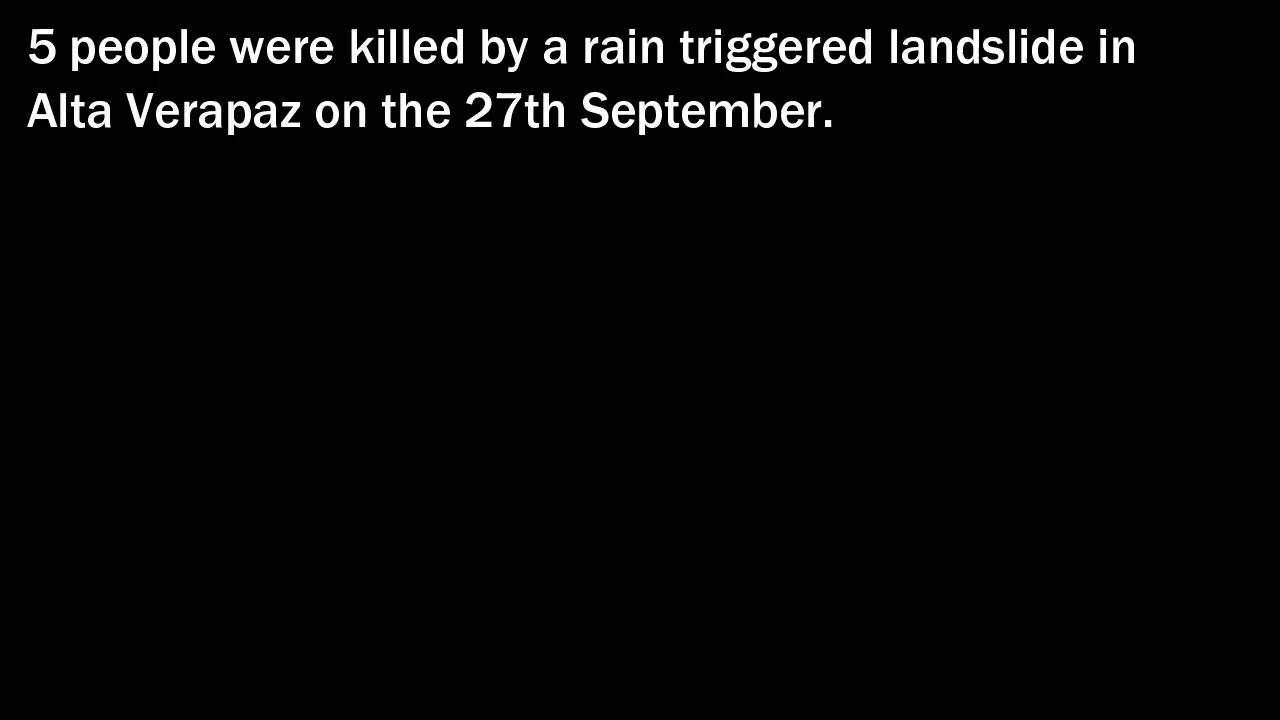 5 people were killed by a rain triggered landslide in
Alta Verapaz on the 27th September.